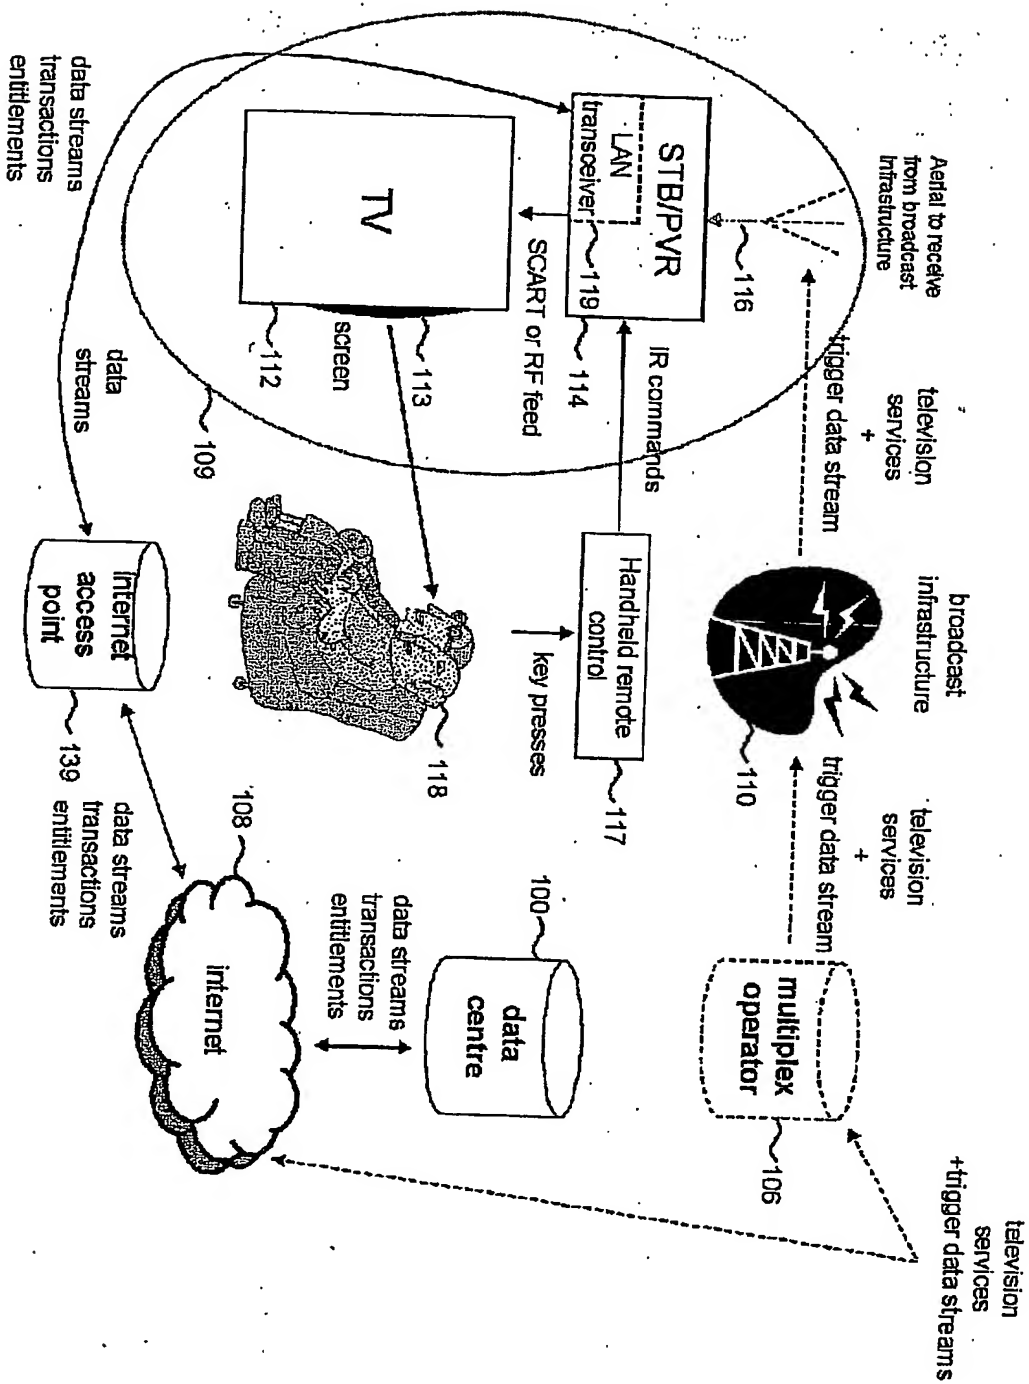 television
services
+trigger data streams
multiplex
operator
106
television
services
+
trigger data stream
broadcast
infrastructure
110
television
services
+
trigger data stream
Aerial to receive
from broadcast
Infrastructure
116
STB/PVR
LAN
transceiver
119
114
IR commands
Handheld remote
control
117
key presses
SCART or RF feed
TV
113
screen
112
109
118
100
data
centre
data streams
transactions
entitlements
108
internet
data streams
transactions
entitlements
internet
access
point
139
data
streams
data streams
transactions
entitlements